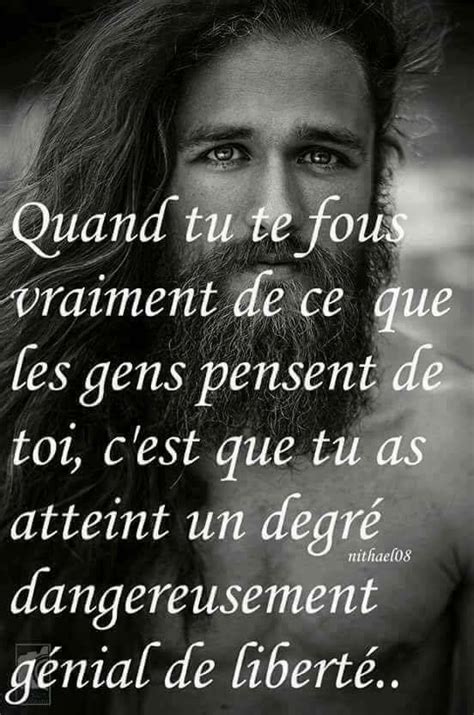 Quand tu te fous
vraiment de ce que
les gens pensent de
toi, c'est que tu as
atteint un degré
nithael08
dangereusement
génial de liberté..